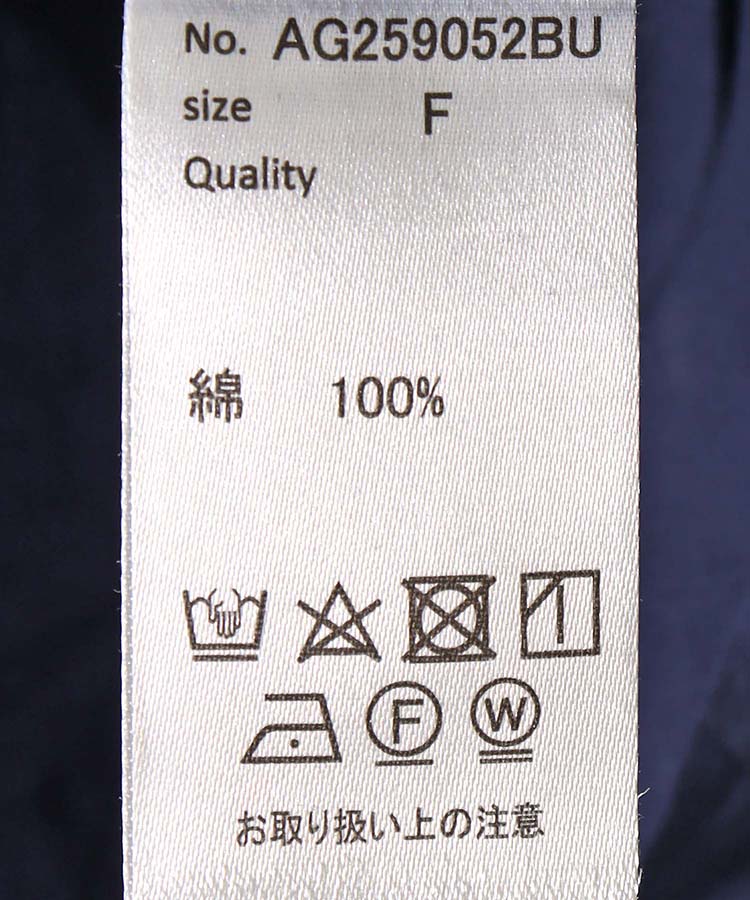 No. AG259052BU
size F
Quality
綿 100%
F W
お取り扱い上の注意